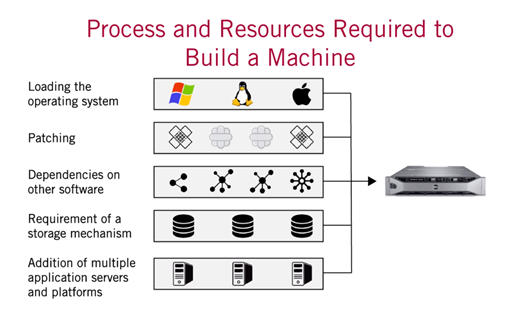 Process and Resources Required to
Build a Machine
Loading the
operating system
Patching
Dependencies on
other software
Requirement of a
storage mechanism
Addition of multiple
application servers
and platforms